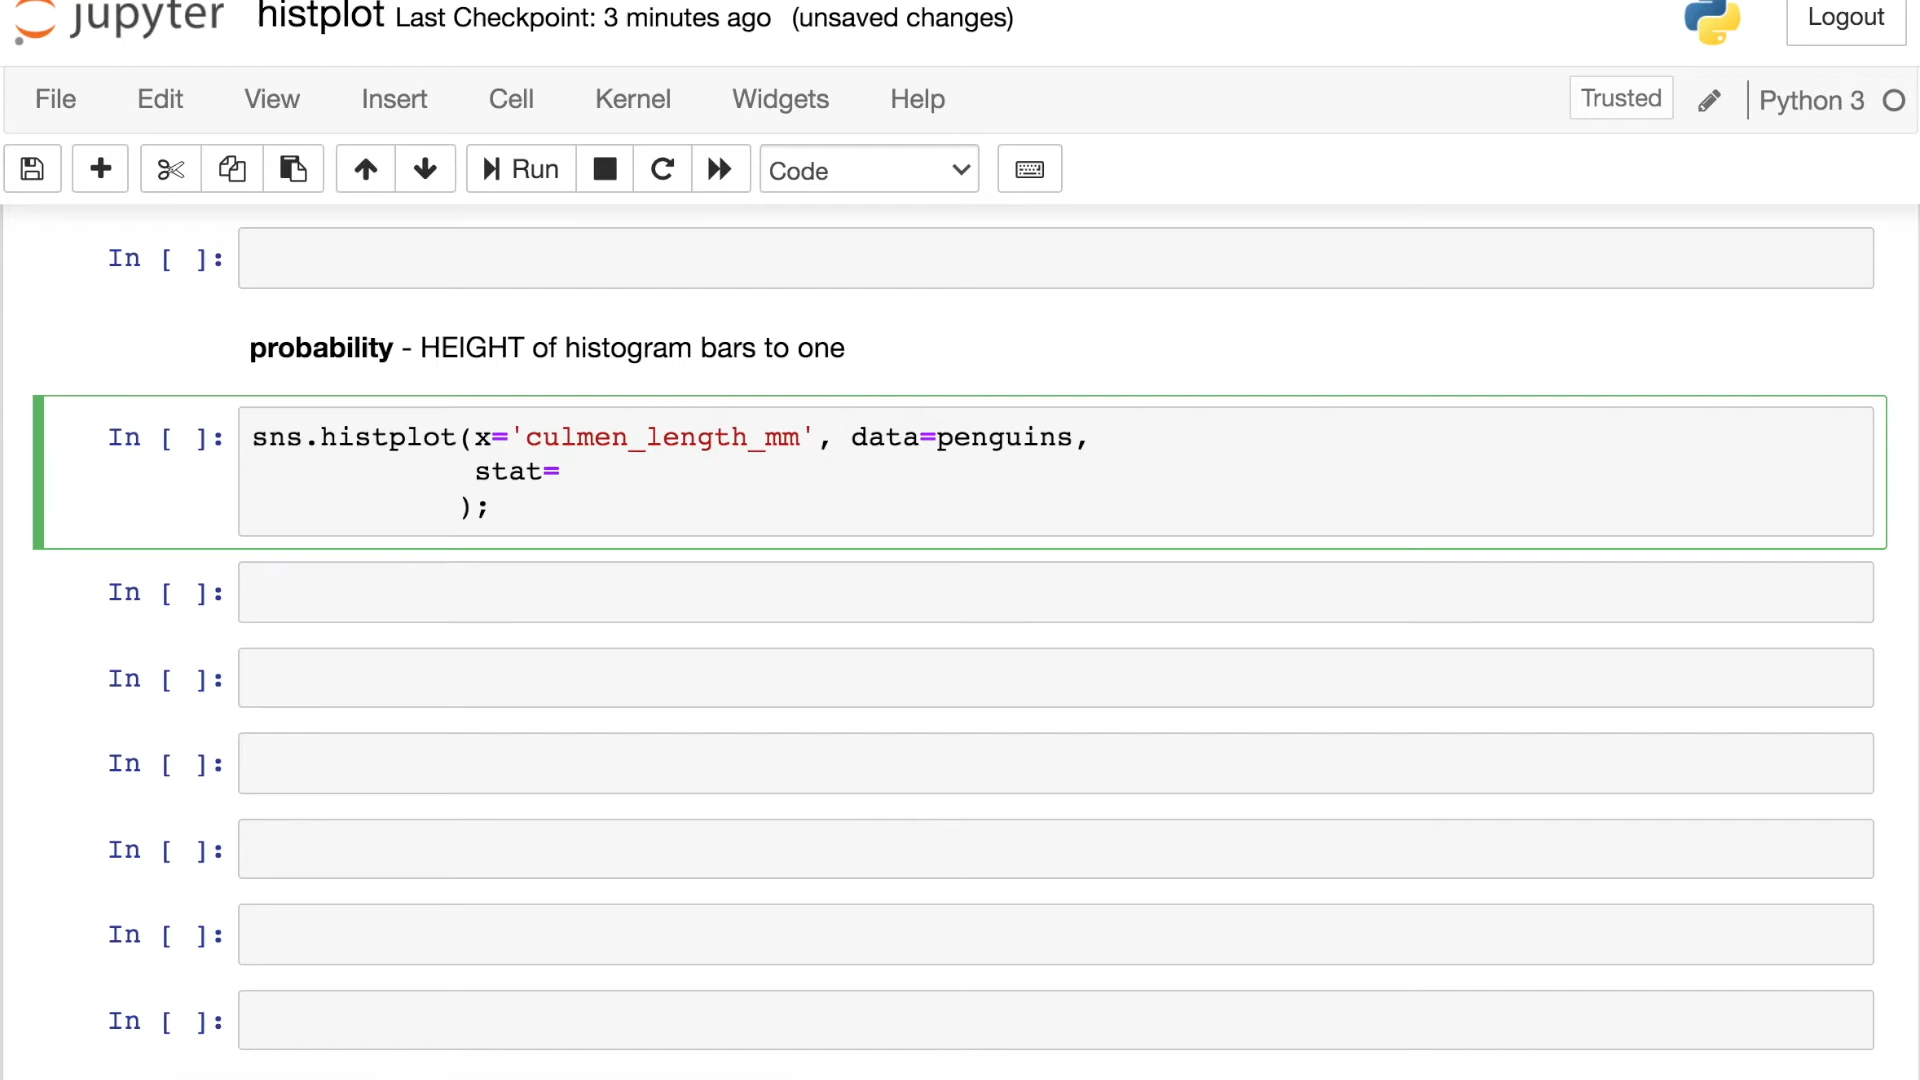 jupyter histplot Last Checkpoint: 3 minutes ago (unsaved changes) Logout
File Edit View Insert Cell Kernel Widgets Help Trusted Python 3
Run Code
In [ ]:
probability - HEIGHT of histogram bars to one
In [ ]: sns.histplot(x='culmen_length_mm', data=penguins,
stat=
);
In [ ]:
In [ ]:
In [ ]:
In [ ]:
In [ ]:
In [ ]: